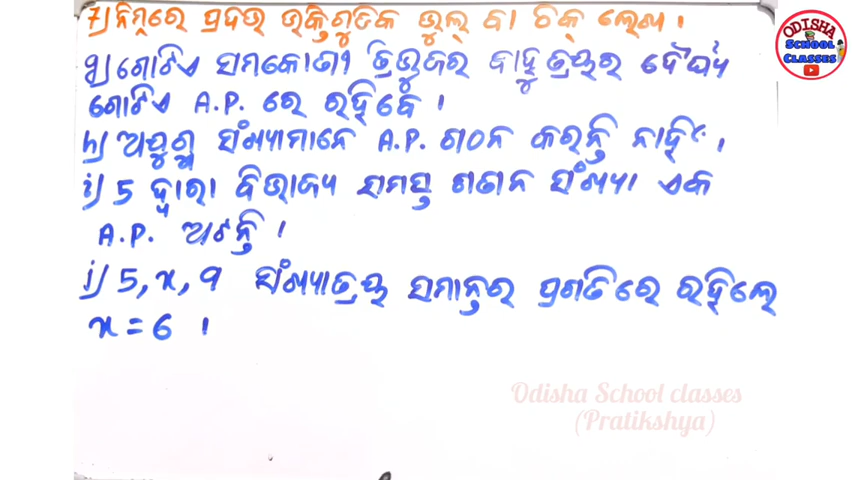 7) ନିମ୍ନରେ ପ୍ରଦତ୍ତ ଉକ୍ତିଗୁଡିକ ଭୁଲ୍ ବା ଠିକ୍ ଲେଖ ।
ODISHA
School
CLASSES
g) ଗୋଟିଏ ସମକୋଣୀ ତ୍ରିଭୁଜର ବାହୁତ୍ରୟର ଦୈର୍ଘ୍ୟ
ଗୋଟିଏ A.P. ରେ ରହିବେ ।
h) ଅଯୁଗ୍ମ ସଂଖ୍ୟାମାନେ A.P. ଗଠନ କରନ୍ତି ନାହିଁ ।
i) 5 ଦ୍ୱାରା ବିଭାଜ୍ୟ ସମସ୍ତ ଗଣନ ସଂଖ୍ୟା ଏକ
A.P. ଅଟନ୍ତି ।
j) 5, x, 9 ସଂଖ୍ୟାତ୍ରୟ ସମାନ୍ତର ପ୍ରଗତିରେ ରହିଲେ
x = 6 ।
Odisha School classes
(Pratikshya)